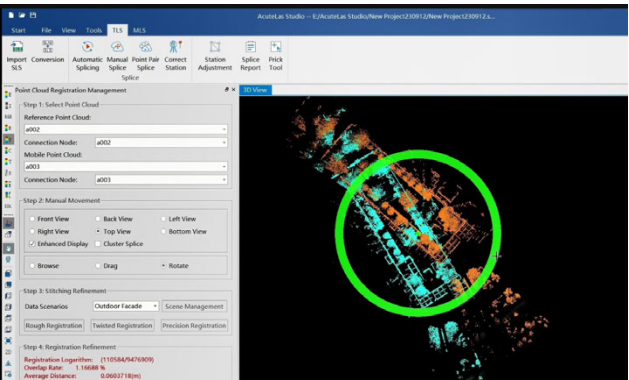 AcuteLas Studio -- E:/AcuteLas/Studio/New Project230912/New Project230912.s...
Start File View Tools TLS MLS
Import SLS Conversion Automatic Splicing Manual Splice Point Pair Splice Correct Station Station Adjustment Splice Report Prick Tool
Splice
Point Cloud Registration Management
3D View
Step 1: Select Point Cloud
Reference Point Cloud:
a002
Connection Node: a002
Mobile Point Cloud:
a003
Connection Node: a003
Step 2: Manual Movement
Front View Back View Left View
Right View Top View Bottom View
Enhanced Display Cluster Splice
Browse Drag Rotate
Step 3: Stitching Refinement
Data Scenarios Outdoor Facade Scene Management
Rough Registration Twisted Registration Precision Registration
Step 4: Registration Refinement
Registration Logarithm: (110584/9476909)
Overlap Rate: 1.16688 %
Average Distance: 0.0603718(m)